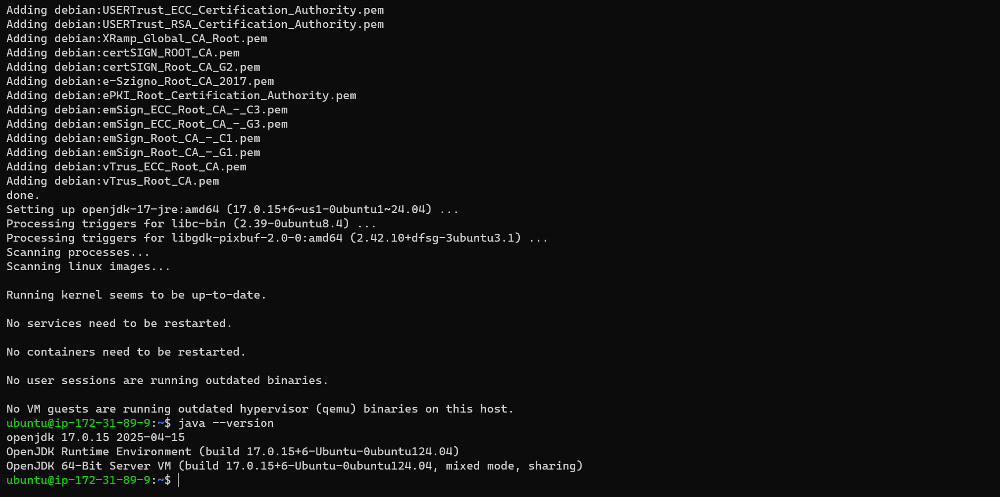 Adding debian:USERTrust_ECC_Certification_Authority.pem
Adding debian:USERTrust_RSA_Certification_Authority.pem
Adding debian:XRamp_Global_CA_Root.pem
Adding debian:certSIGN_ROOT_CA.pem
Adding debian:certSIGN_Root_CA_G2.pem
Adding debian:e-Szigno_Root_CA_2017.pem
Adding debian:ePKI_Root_Certification_Authority.pem
Adding debian:emSign_ECC_Root_CA_-_C3.pem
Adding debian:emSign_ECC_Root_CA_-_G3.pem
Adding debian:emSign_Root_CA_-_C1.pem
Adding debian:emSign_Root_CA_-_G1.pem
Adding debian:vTrus_ECC_Root_CA.pem
Adding debian:vTrus_Root_CA.pem
done.
Setting up openjdk-17-jre:amd64 (17.0.15+6~us1-0ubuntu1~24.04) ...
Processing triggers for libc-bin (2.39-0ubuntu8.4) ...
Processing triggers for libgdk-pixbuf-2.0-0:amd64 (2.42.10+dfsg-3ubuntu3.1) ...
Scanning processes...
Scanning linux images...
Running kernel seems to be up-to-date.
No services need to be restarted.
No containers need to be restarted.
No user sessions are running outdated binaries.
No VM guests are running outdated hypervisor (qemu) binaries on this host.
ubuntu@ip-172-31-89-9:~$ java --version
openjdk 17.0.15 2025-04-15
OpenJDK Runtime Environment (build 17.0.15+6-Ubuntu-0ubuntu124.04)
OpenJDK 64-Bit Server VM (build 17.0.15+6-Ubuntu-0ubuntu124.04, mixed mode, sharing)
ubuntu@ip-172-31-89-9:~$